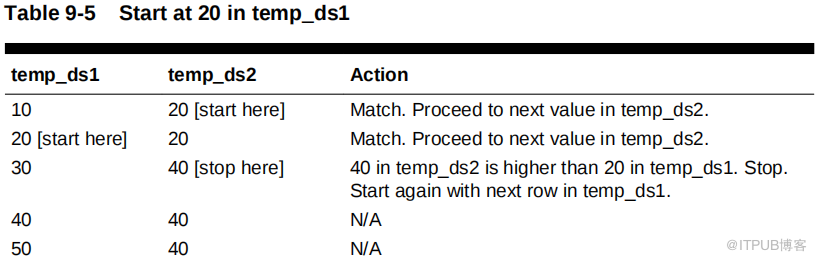 Table 9-5 Start at 20 in temp_ds1
temp_ds1 temp_ds2 Action
10 20 [start here] Match. Proceed to next value in temp_ds2.
20 [start here] 20 Match. Proceed to next value in temp_ds2.
30 40 [stop here] 40 in temp_ds2 is higher than 20 in temp_ds1. Stop.
Start again with next row in temp_ds1.
40 40 N/A
50 40 N/A
@ITPUB博客